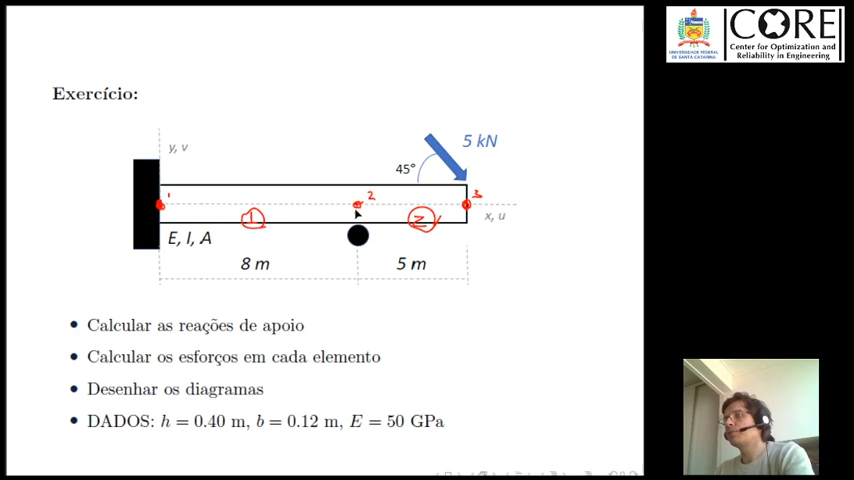 CORE
UNIVERSIDADE FEDERAL
DE SANTA CATARINA
Center for Optimization and
Reliability in Engineering
Exercício:
y, v
5 kN
45°
1
2
3
1
2
x, u
E, I, A
8 m
5 m
• Calcular as reações de apoio
• Calcular os esforços em cada elemento
• Desenhar os diagramas
• DADOS: h = 0.40 m, b = 0.12 m, E = 50 GPa